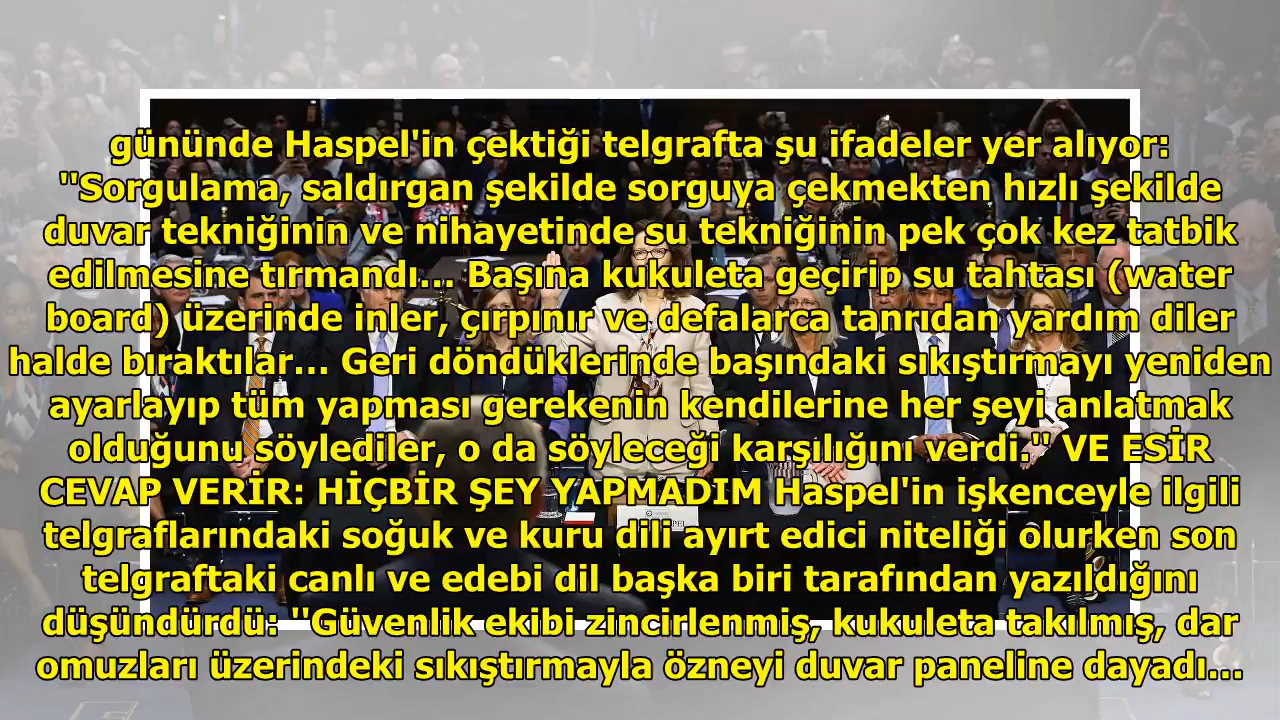 gününde Haspel'in çektiği telgrafta şu ifadeler yer alıyor:
''Sorgulama, saldırgan şekilde sorguya çekmekten hızlı şekilde
duvar tekniğinin ve nihayetinde su tekniğinin pek çok kez tatbik
edilmesine tırmandı... Başına kukuleta geçirip su tahtası (water
board) üzerinde inler, çırpınır ve defalarca tanrıdan yardım diler
halde bıraktılar... Geri döndüklerinde başındaki sıkıştırmayı yeniden
ayarlayıp tüm yapması gerekenin kendilerine her şeyi anlatmak
olduğunu söylediler, o da söyleceği karşılığını verdi.'' VE ESİR
CEVAP VERİR: HİÇBİR ŞEY YAPMADIM Haspel'in işkenceyle ilgili
telgraflarındaki soğuk ve kuru dili ayırt edici niteliği olurken son
telgraftaki canlı ve edebi dil başka biri tarafından yazıldığını
düşündürdü: ''Güvenlik ekibi zincirlenmiş, kukuleta takılmış, dar
omuzları üzerindeki sıkıştırmayla özneyi duvar paneline dayadı...